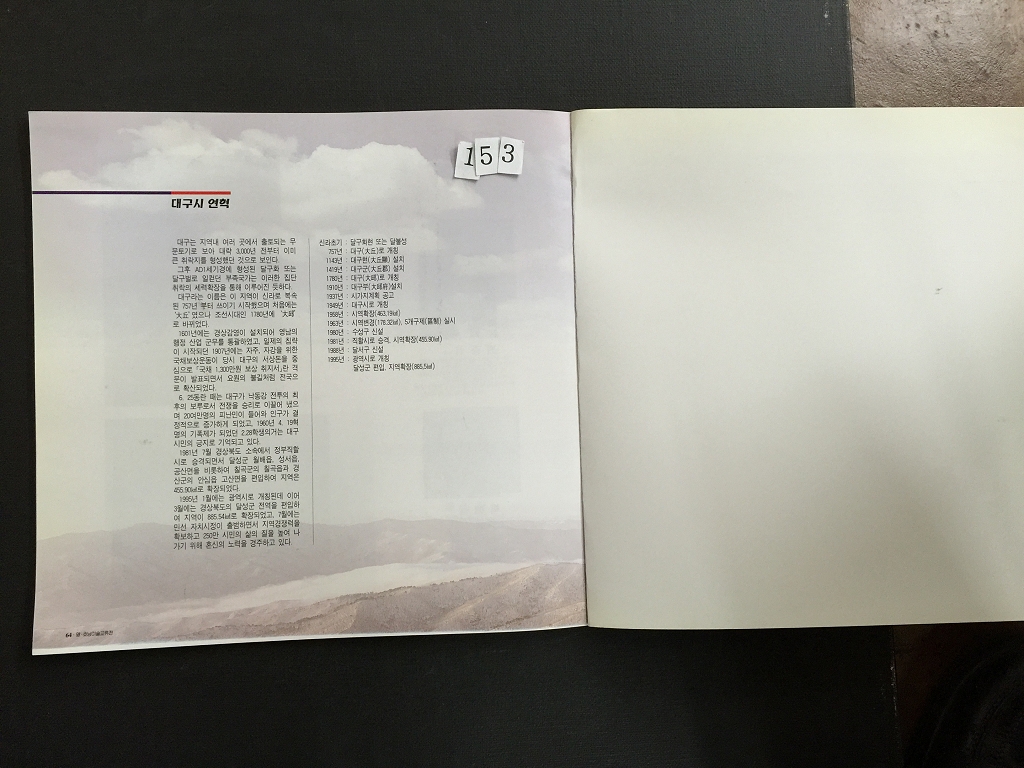 153
대구시 연혁
대구는 지역내 여러 곳에서 출토되는 무
문토기로 보아 대략 3,000년 전부터 이미
큰 취락지를 형성했던 것으로 보인다.
그후 AD1세기경에 형성된 달구화 또는
달구벌로 일컫던 부족국가는 이러한 집단
취락의 세력확장을 통해 이루어진 듯하다.
대구라는 이름은 이 지역이 신라로 복속
된 757년 부터 쓰이기 시작했으며 처음에는
'大丘'였으나 조선시대인 1780년에 '大邱'
로 바뀌었다.
1601년에는 경상감영이 설치되어 영남의
행정 산업 군무를 통괄하였고, 일제의 침략
이 시작되던 1907년에는 자주, 자강을 위한
국채보상운동이 당시 대구의 서상돈을 중
심으로 「국채 1,300만원 보상 취지서」란 격
문이 발표되면서 요원의 불길처럼 전국으
로 확산되었다.
6. 25동란 때는 대구가 낙동강 전투의 최
후의 보루로서 전쟁을 승리로 이끌어 냈으
며 20여만명의 피난민이 들어와 인구가 결
정적으로 증가하게 되었고, 1960년 4. 19혁
명의 기폭제가 되었던 2.28학생의거는 대구
시민의 긍지로 기억되고 있다.
1981년 7월 경상북도 소속에서 정부직할
시로 승격되면서 달성군 월배읍, 성서읍,
공산면을 비롯하여 칠곡군의 칠곡읍과 경
산군의 안심읍 고산면을 편입하여 지역은
455.90㎢로 확장되었다.
1995년 1월에는 광역시로 개칭된데 이어
3월에는 경상북도의 달성군 전역을 편입하
여 지역이 885.54㎢로 확장되었고, 7월에는
민선 자치시장이 출범하면서 지역경쟁력을
확보하고 250만 시민의 삶의 질을 높여 나
가기 위해 혼신의 노력을 경주하고 있다.
신라초기 : 달구화현 또는 달불성
757년 : 대구(大丘)로 개칭
1143년 : 대구현(大丘縣) 설치
1419년 : 대구군(大丘郡) 설치
1780년 : 대구(大邱)로 개칭
1910년 : 대구부(大邱府)설치
1937년 : 시가지계획 공고
1949년 : 대구시로 개칭
1958년 : 시역확장(463.19㎢)
1963년 : 시역변경(178.32㎢), 5개구제(區制) 실시
1980년 : 수성구 신설
1981년 : 직할시로 승격, 시역확장(455.90㎢)
1988년 : 달서구 신설
1995년 : 광역시로 개칭
달성군 편입, 지역확장(885.5㎢)
64 · 영·호남미술교류전